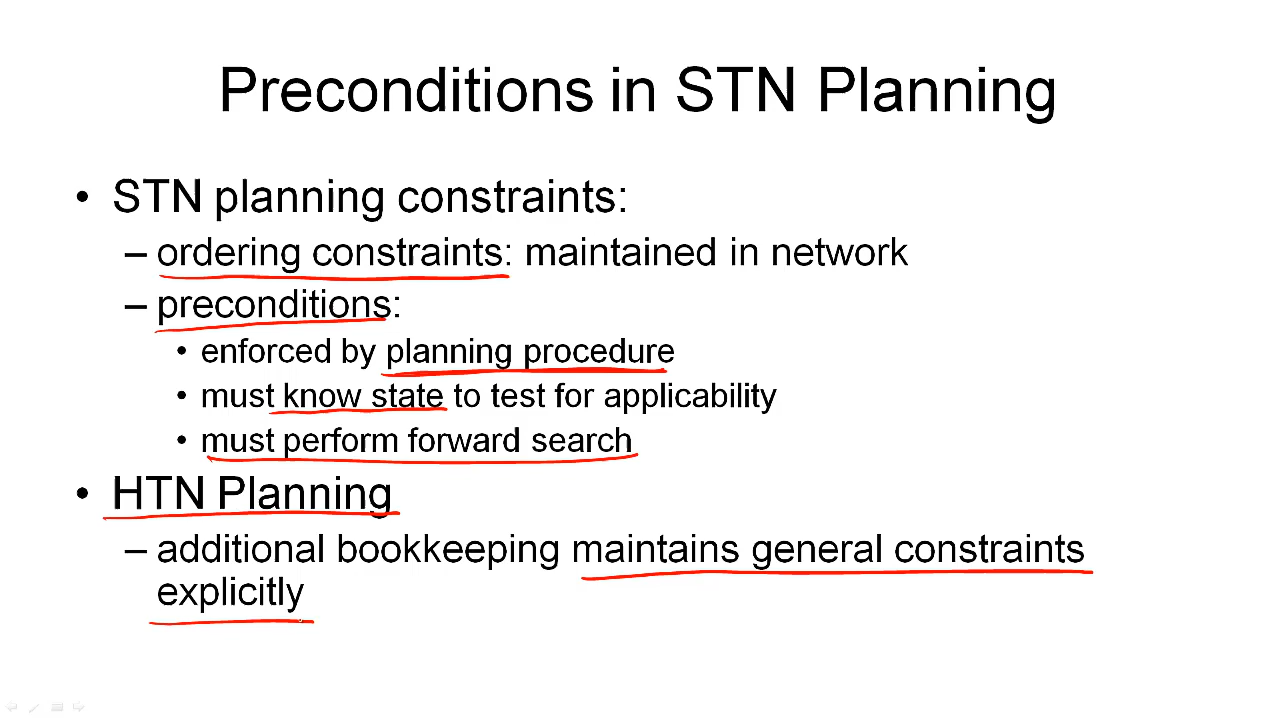 Preconditions in STN Planning
• STN planning constraints:
– ordering constraints: maintained in network
– preconditions:
• enforced by planning procedure
• must know state to test for applicability
• must perform forward search
• HTN Planning
– additional bookkeeping maintains general constraints
explicitly